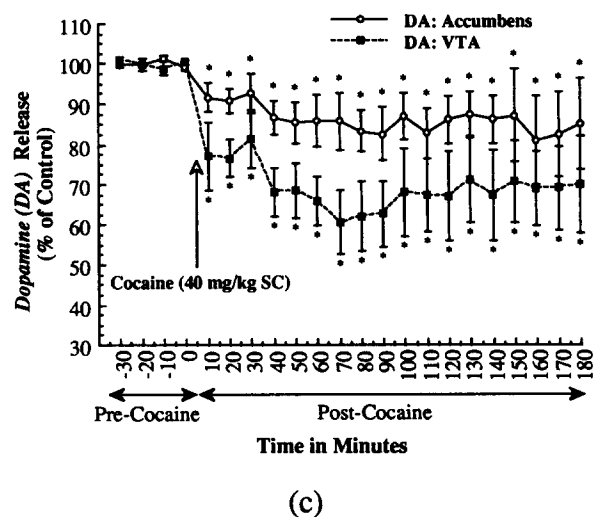 DA: Accumbens
DA: VTA
Dopamine (DA) Release
(% of Control)
110
100
90
80
70
60
50
40
30
* * * * * * * * * * * * * * * * * *
* * * * * * * * * * * * * * * * * *
Cocaine (40 mg/kg SC)
-30 -20 -10 0 10 20 30 40 50 60 70 80 90 100 110 120 130 140 150 160 170 180
Pre-Cocaine Post-Cocaine
Time in Minutes
(c)